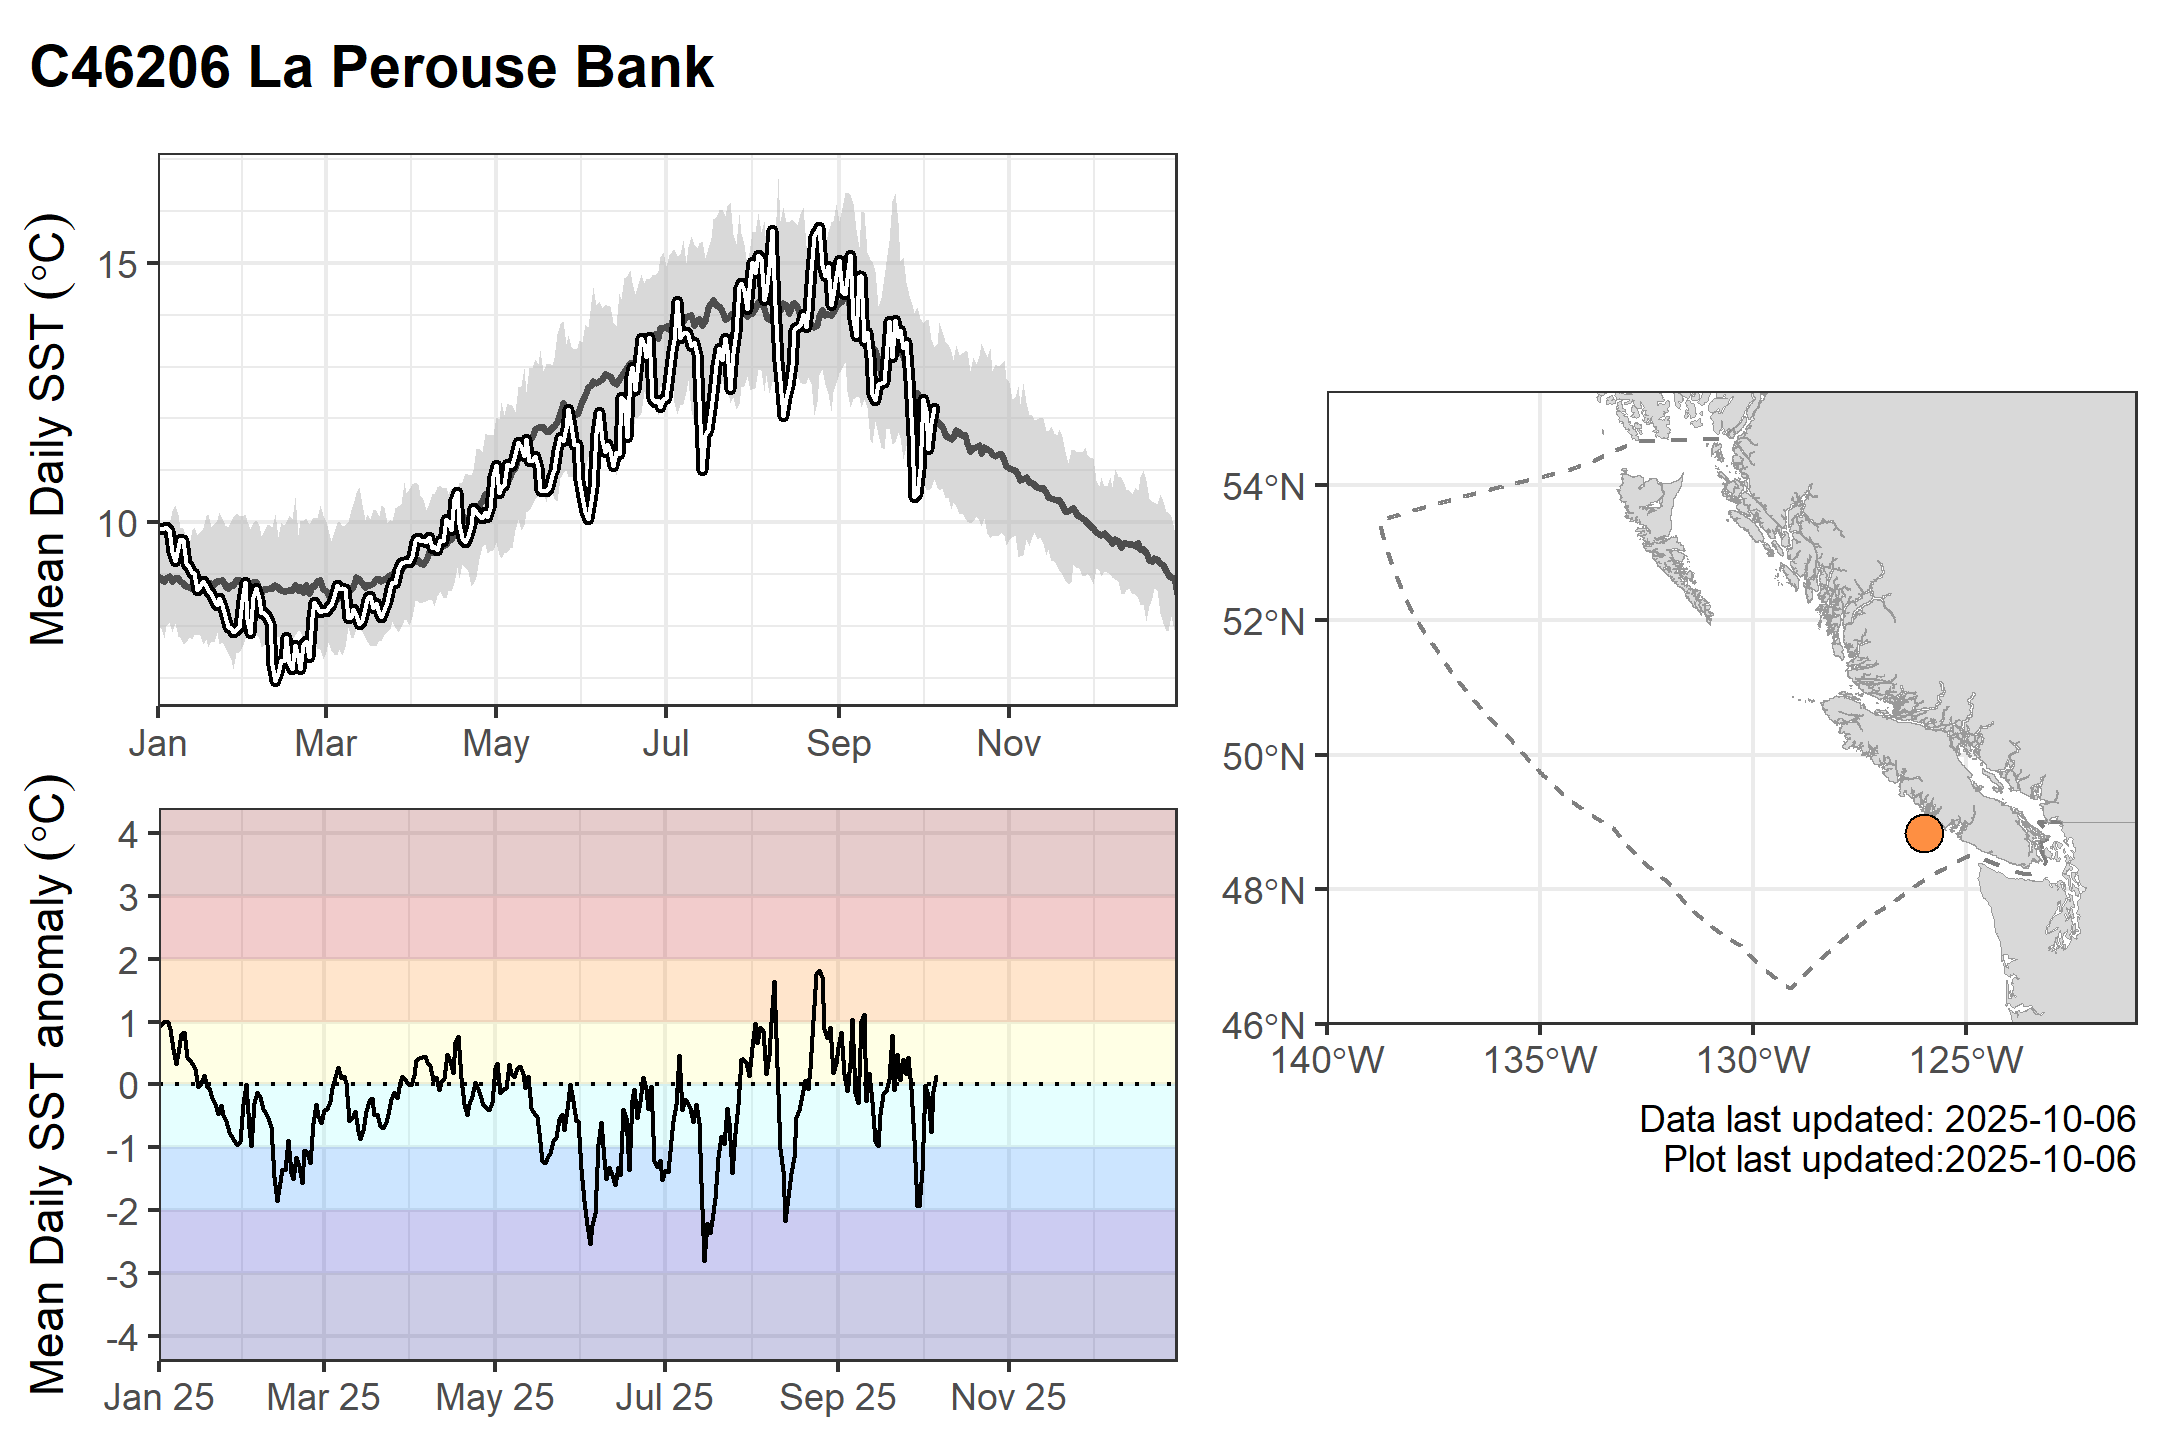 C46206 La Perouse Bank
Mean Daily SST (°C)
15
10
Jan Mar May Jul Sep Nov
Mean Daily SST anomaly (°C)
4
3
2
1
0
-1
-2
-3
-4
Jan 25 Mar 25 May 25 Jul 25 Sep 25 Nov 25
54°N
52°N
50°N
48°N
46°N
140°W 135°W 130°W 125°W
Data last updated: 2025-10-06
Plot last updated:2025-10-06